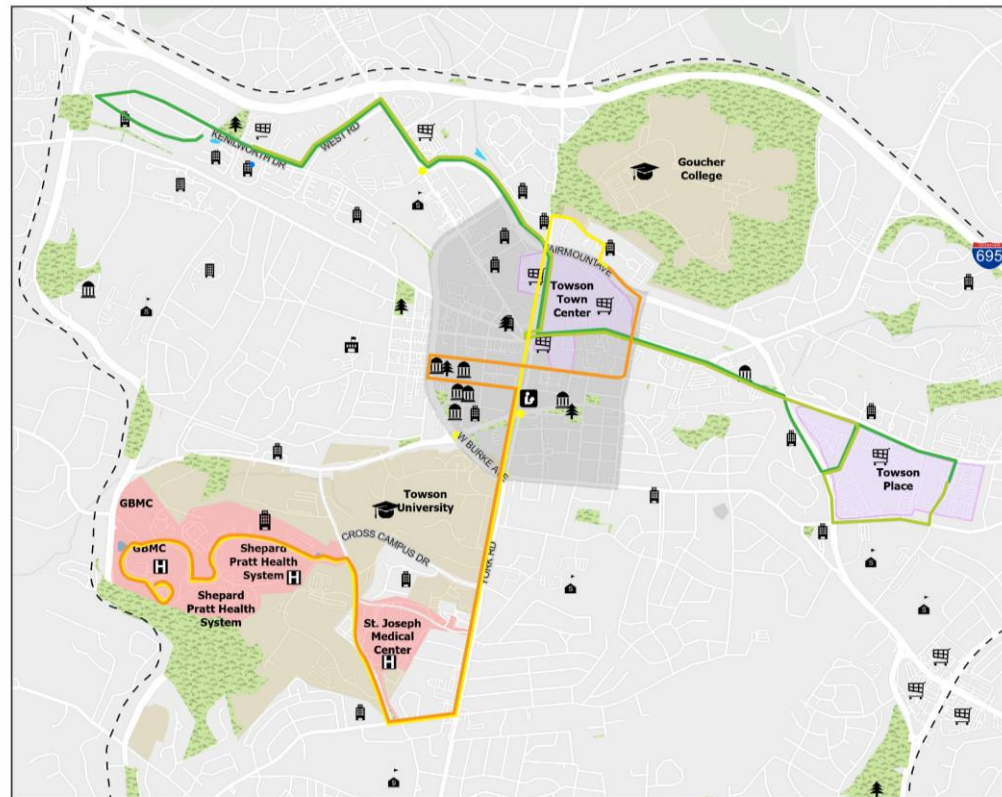 KENILWORTH DR
WEST RD
Goucher
College
695
AIRMOUNT AVE
Towson
Town
Center
W BURKE AVE
Towson
Place
Towson
University
CROSS CAMPUS DR
YORK RD
GBMC
GBMC
H
Shepard
Pratt Health
System
H
Shepard
Pratt Health
System
St. Joseph
Medical
Center
H